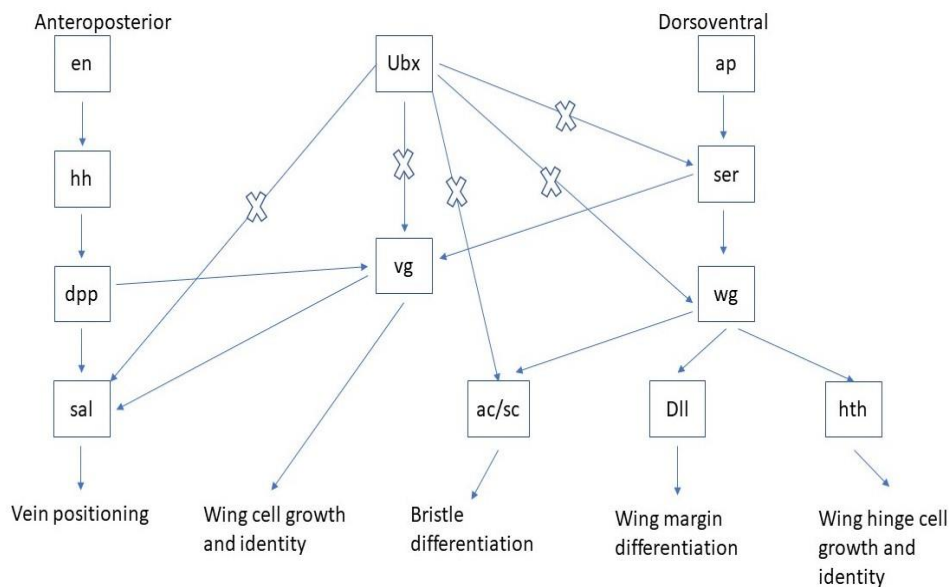 Anteroposterior
Dorsoventral
en
Ubx
ap
hh
ser
dpp
vg
wg
sal
ac/sc
Dll
hth
Vein positioning
Wing cell growth
and identity
Bristle
differentiation
Wing margin
differentiation
Wing hinge cell
growth and
identity